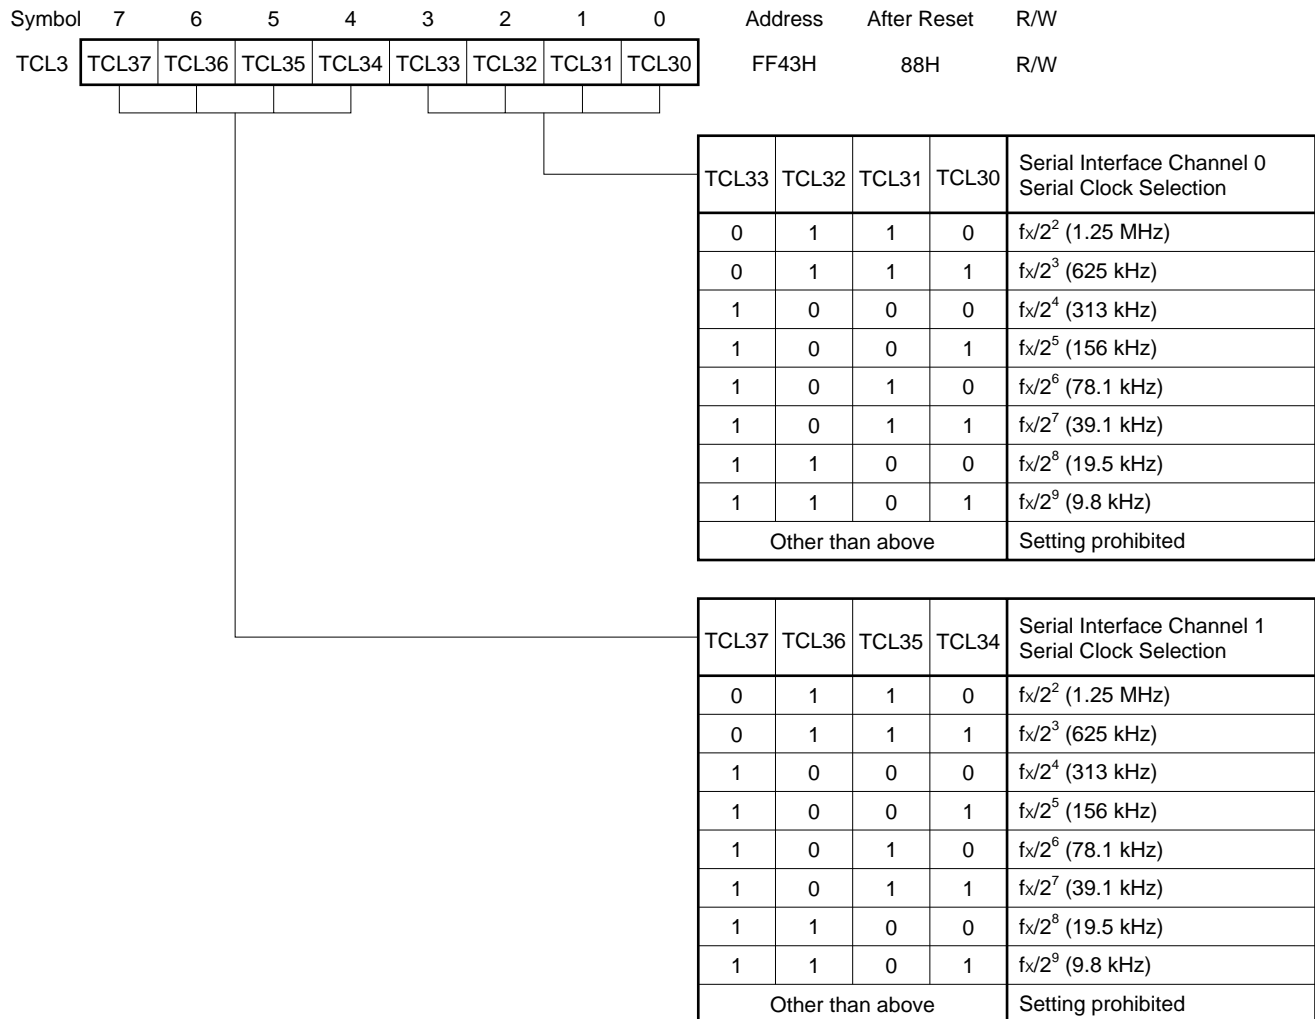 Symbol 7 6 5 4 3 2 1 0 Address After Reset R/W
TCL3 TCL37 TCL36 TCL35 TCL34 TCL33 TCL32 TCL31 TCL30 FF43H 88H R/W
TCL33 TCL32 TCL31 TCL30 Serial Interface Channel 0
Serial Clock Selection
0 1 1 0 fx/2² (1.25 MHz)
0 1 1 1 fx/2³ (625 kHz)
1 0 0 0 fx/2⁴ (313 kHz)
1 0 0 1 fx/2⁵ (156 kHz)
1 0 1 0 fx/2⁶ (78.1 kHz)
1 0 1 1 fx/2⁷ (39.1 kHz)
1 1 0 0 fx/2⁸ (19.5 kHz)
1 1 0 1 fx/2⁹ (9.8 kHz)
Other than above Setting prohibited
TCL37 TCL36 TCL35 TCL34 Serial Interface Channel 1
Serial Clock Selection
0 1 1 0 fx/2² (1.25 MHz)
0 1 1 1 fx/2³ (625 kHz)
1 0 0 0 fx/2⁴ (313 kHz)
1 0 0 1 fx/2⁵ (156 kHz)
1 0 1 0 fx/2⁶ (78.1 kHz)
1 0 1 1 fx/2⁷ (39.1 kHz)
1 1 0 0 fx/2⁸ (19.5 kHz)
1 1 0 1 fx/2⁹ (9.8 kHz)
Other than above Setting prohibited